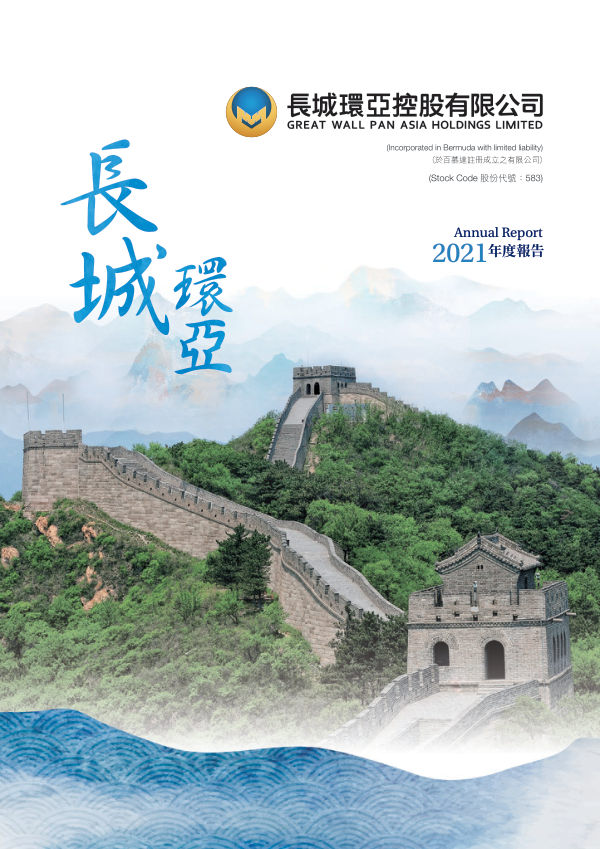 長城環亞控股有限公司
GREAT WALL PAN ASIA HOLDINGS LIMITED
(Incorporated in Bermuda with limited liability)
(於百慕達註冊成立之有限公司)
(Stock Code 股份代號：583)
Annual Report
2021年度報告
長城
環亞